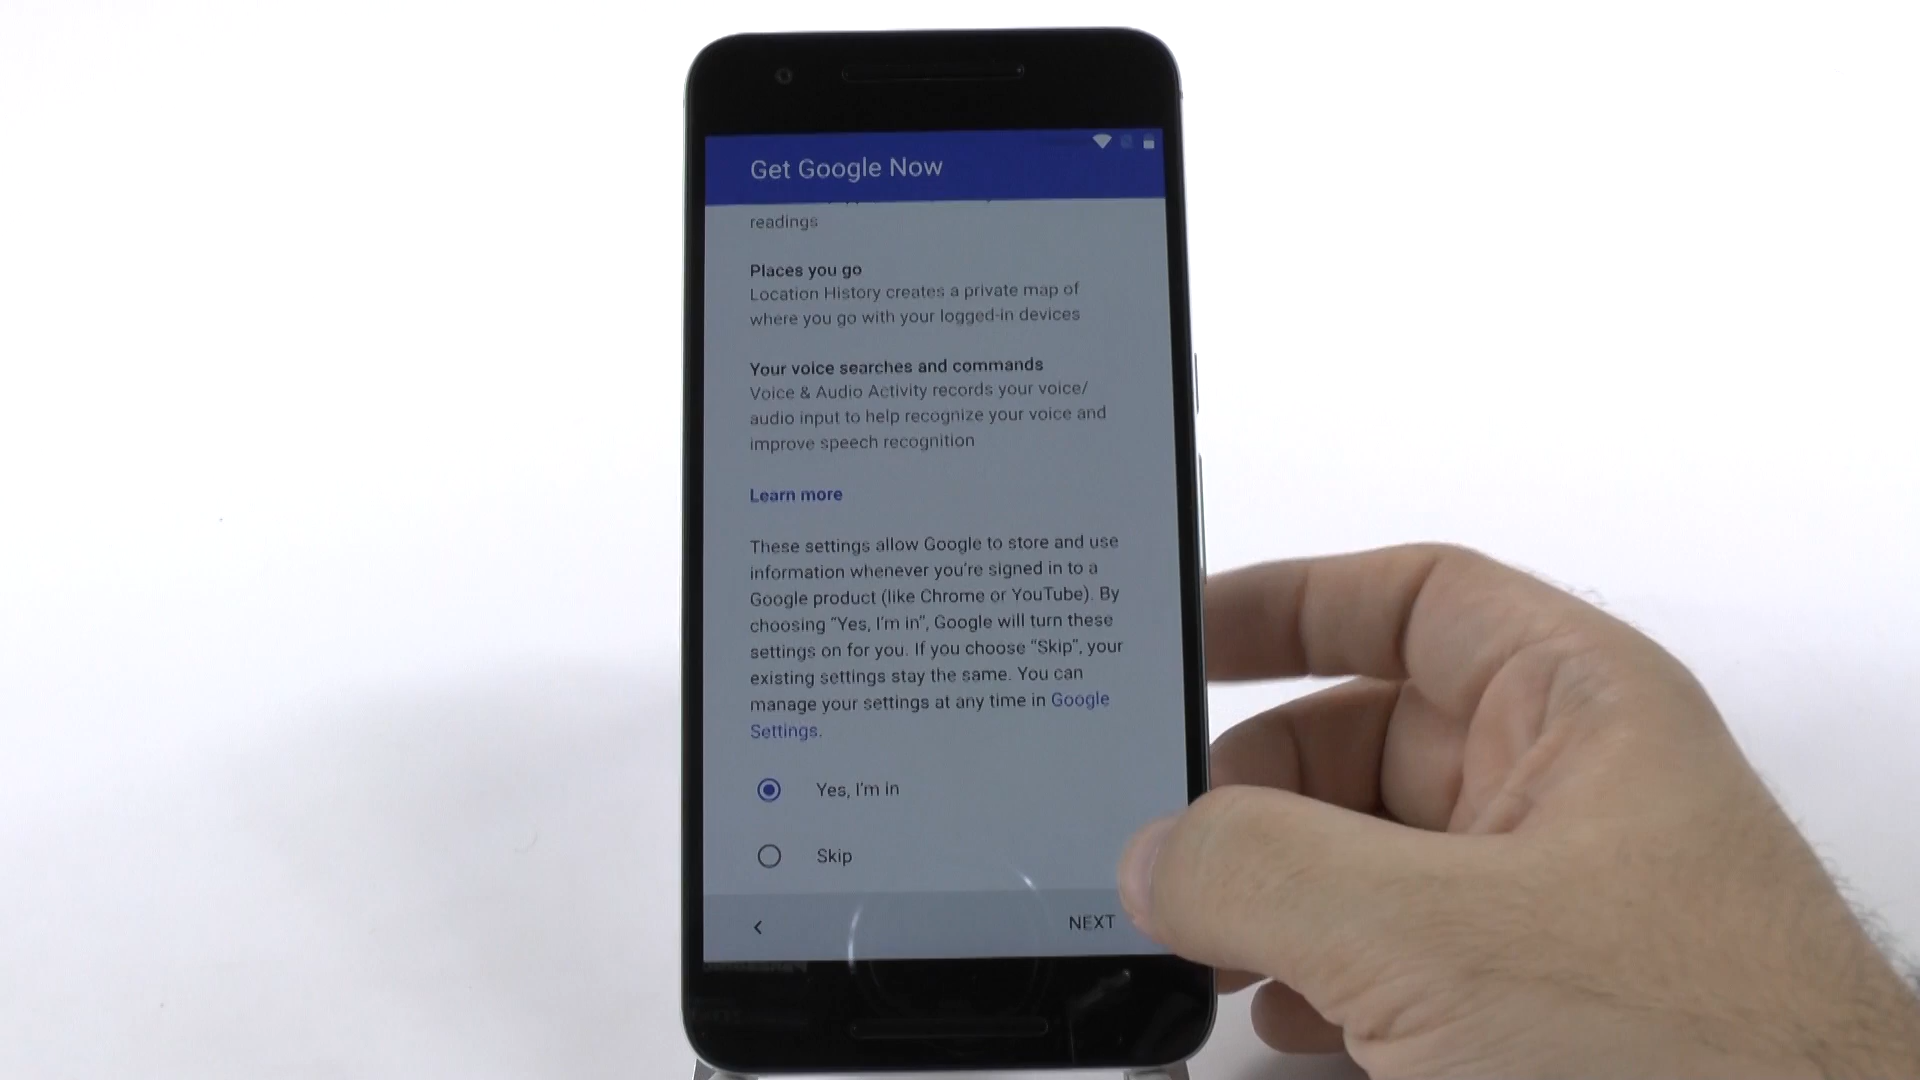 Get Google Now
readings
Places you go
Location History creates a private map of
where you go with your logged-in devices
Your voice searches and commands
Voice & Audio Activity records your voice/
audio input to help recognize your voice and
improve speech recognition
Learn more
These settings allow Google to store and use
information whenever you're signed in to a
Google product (like Chrome or YouTube). By
choosing “Yes, I'm in”, Google will turn these
settings on for you. If you choose “Skip”, your
existing settings stay the same. You can
manage your settings at any time in Google
Settings.
Yes, I'm in
Skip
NEXT